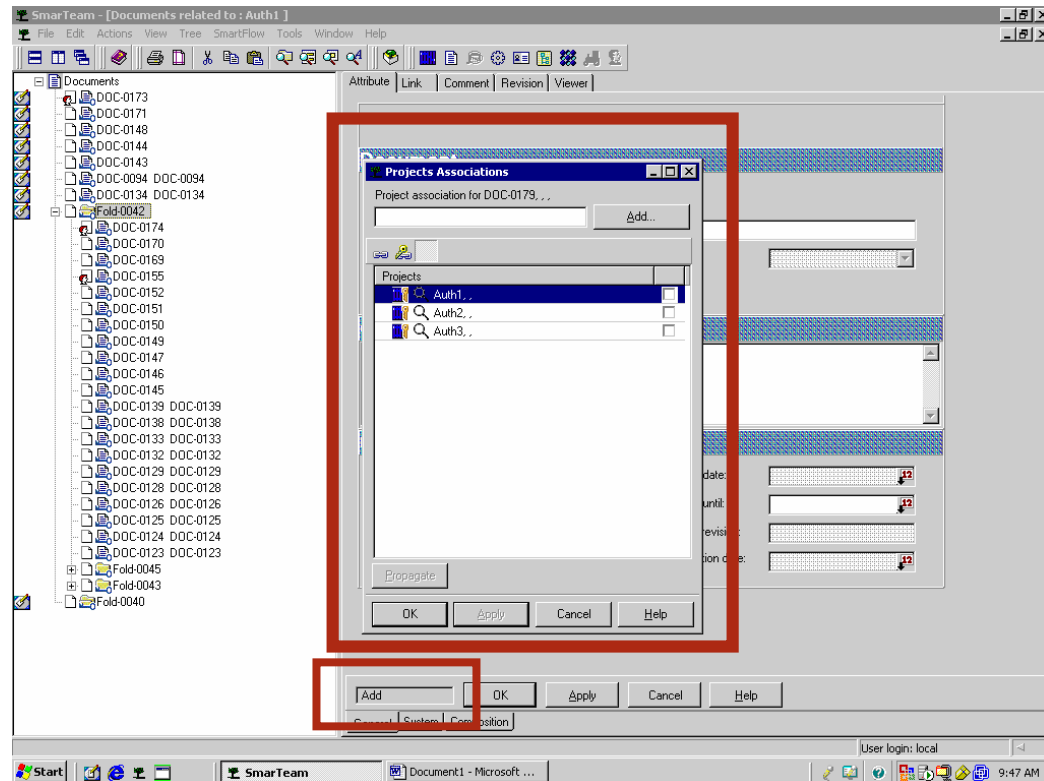 SmarTeam - [Documents related to : Auth1 ]
File Edit Actions View Tree SmartFlow Tools Window Help
Documents
DOC-0173
DOC-0171
DOC-0148
DOC-0144
DOC-0143
DOC-0094 DOC-0094
DOC-0134 DOC-0134
Fold-0042
DOC-0174
DOC-0170
DOC-0169
DOC-0155
DOC-0152
DOC-0151
DOC-0150
DOC-0149
DOC-0147
DOC-0146
DOC-0145
DOC-0139 DOC-0139
DOC-0138 DOC-0138
DOC-0133 DOC-0133
DOC-0132 DOC-0132
DOC-0129 DOC-0129
DOC-0128 DOC-0128
DOC-0126 DOC-0126
DOC-0125 DOC-0125
DOC-0124 DOC-0124
DOC-0123 DOC-0123
Fold-0045
Fold-0043
Fold-0040
Attribute Link Comment Revision Viewer
Projects Associations
Project association for DOC-0179, , ,
Add...
Projects
Auth1, ,
Auth2, ,
Auth3, ,
Propagate
OK Apply Cancel Help
date:
until:
12
12
12
Add OK Apply Cancel Help
General System Composition
User login: local
Start SmarTeam Document1 - Microsoft ... 9:47 AM